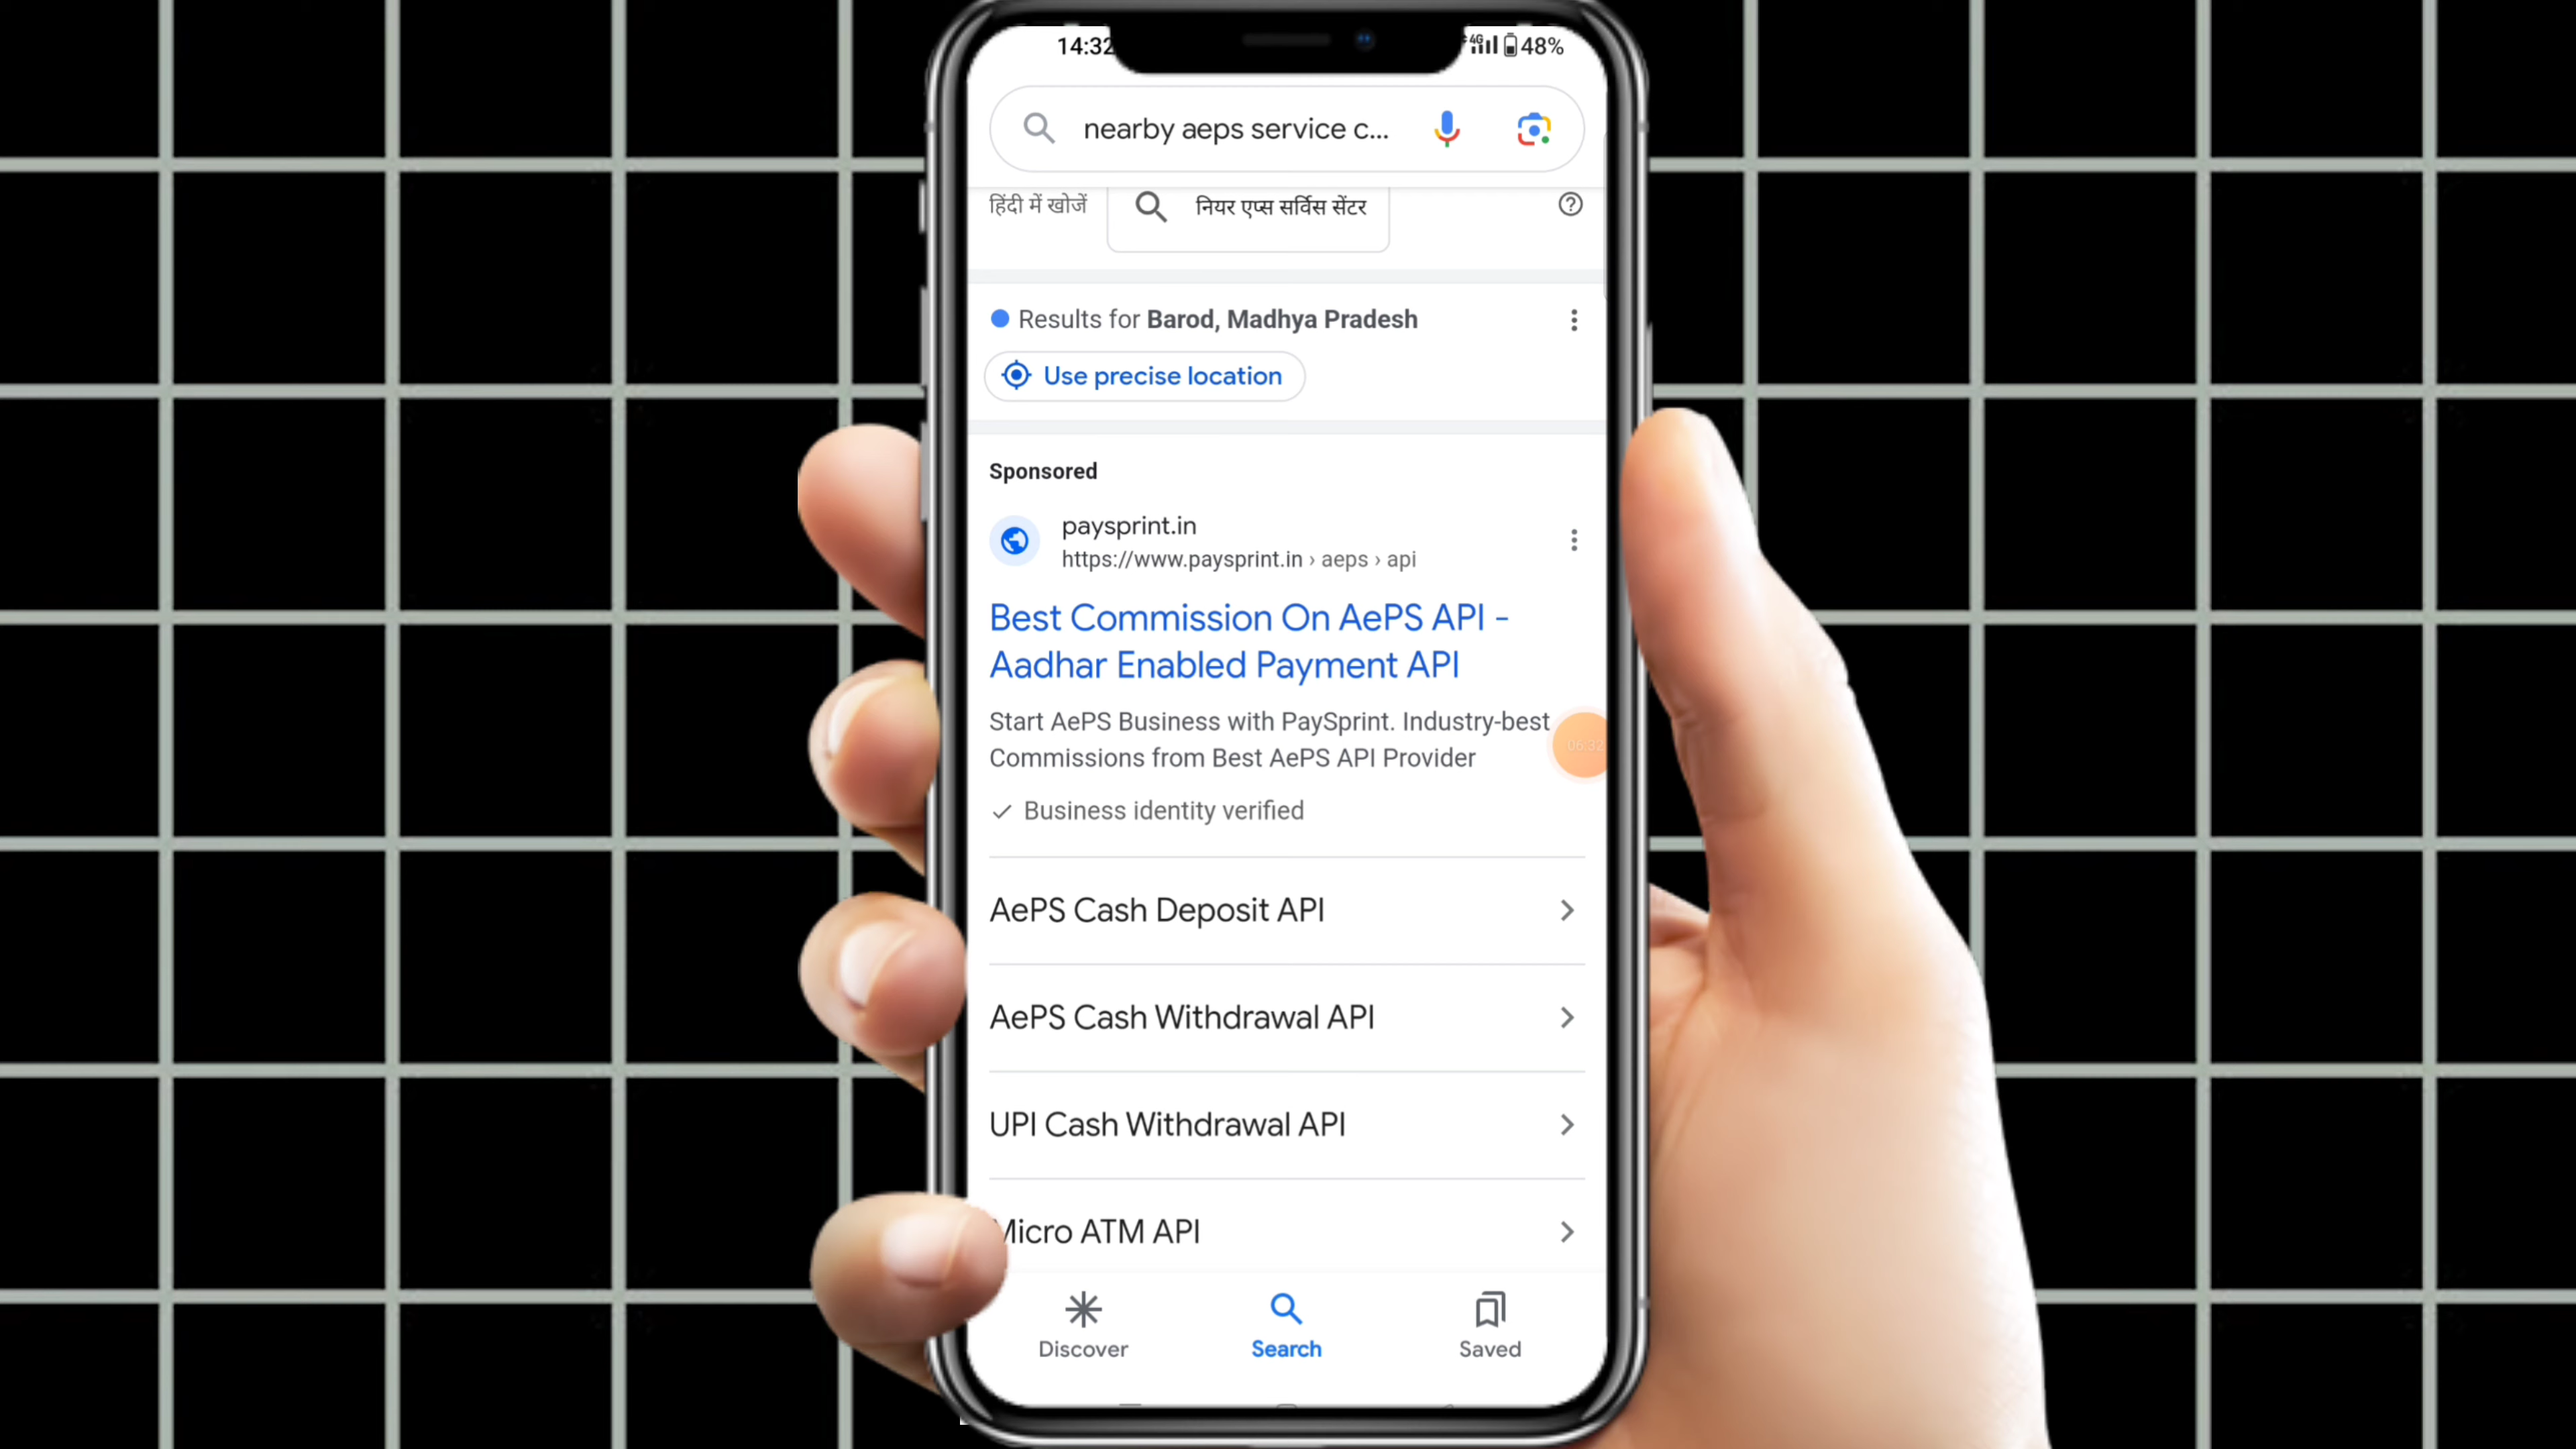 14:32
4G 48%
nearby aeps service c...
हिंदी में खोजें
नियर एप्स सर्विस सेंटर
Results for Barod, Madhya Pradesh
Use precise location
Sponsored
paysprint.in
https://www.paysprint.in › aeps › api
Best Commission On AePS API -
Aadhar Enabled Payment API
Start AePS Business with PaySprint. Industry-best
Commissions from Best AePS API Provider
06:32
Business identity verified
AePS Cash Deposit API
AePS Cash Withdrawal API
UPI Cash Withdrawal API
Micro ATM API
Discover
Search
Saved